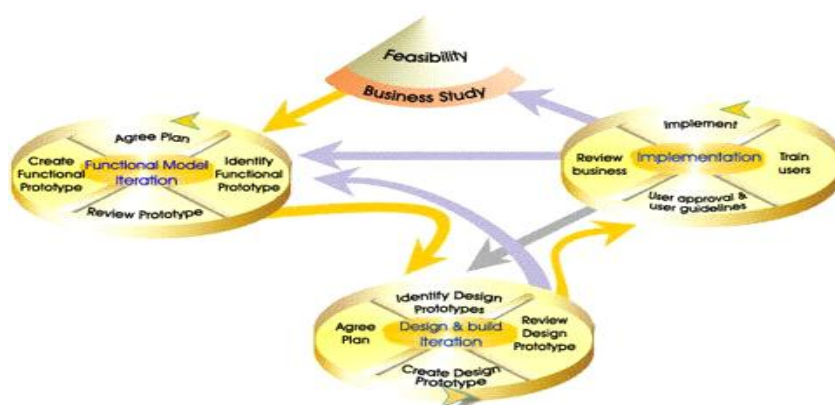 Feasibility
Business Study
Agree Plan
Create
Functional
Prototype
Functional Model
Iteration
Identify
Functional
Prototype
Review Prototype
Implement
Review
business
Implementation
Train
users
User approval &
user guidelines
Identify Design
Prototypes
Agree
Plan
Design & build
Iteration
Review
Design
Prototype
Create Design
Prototype